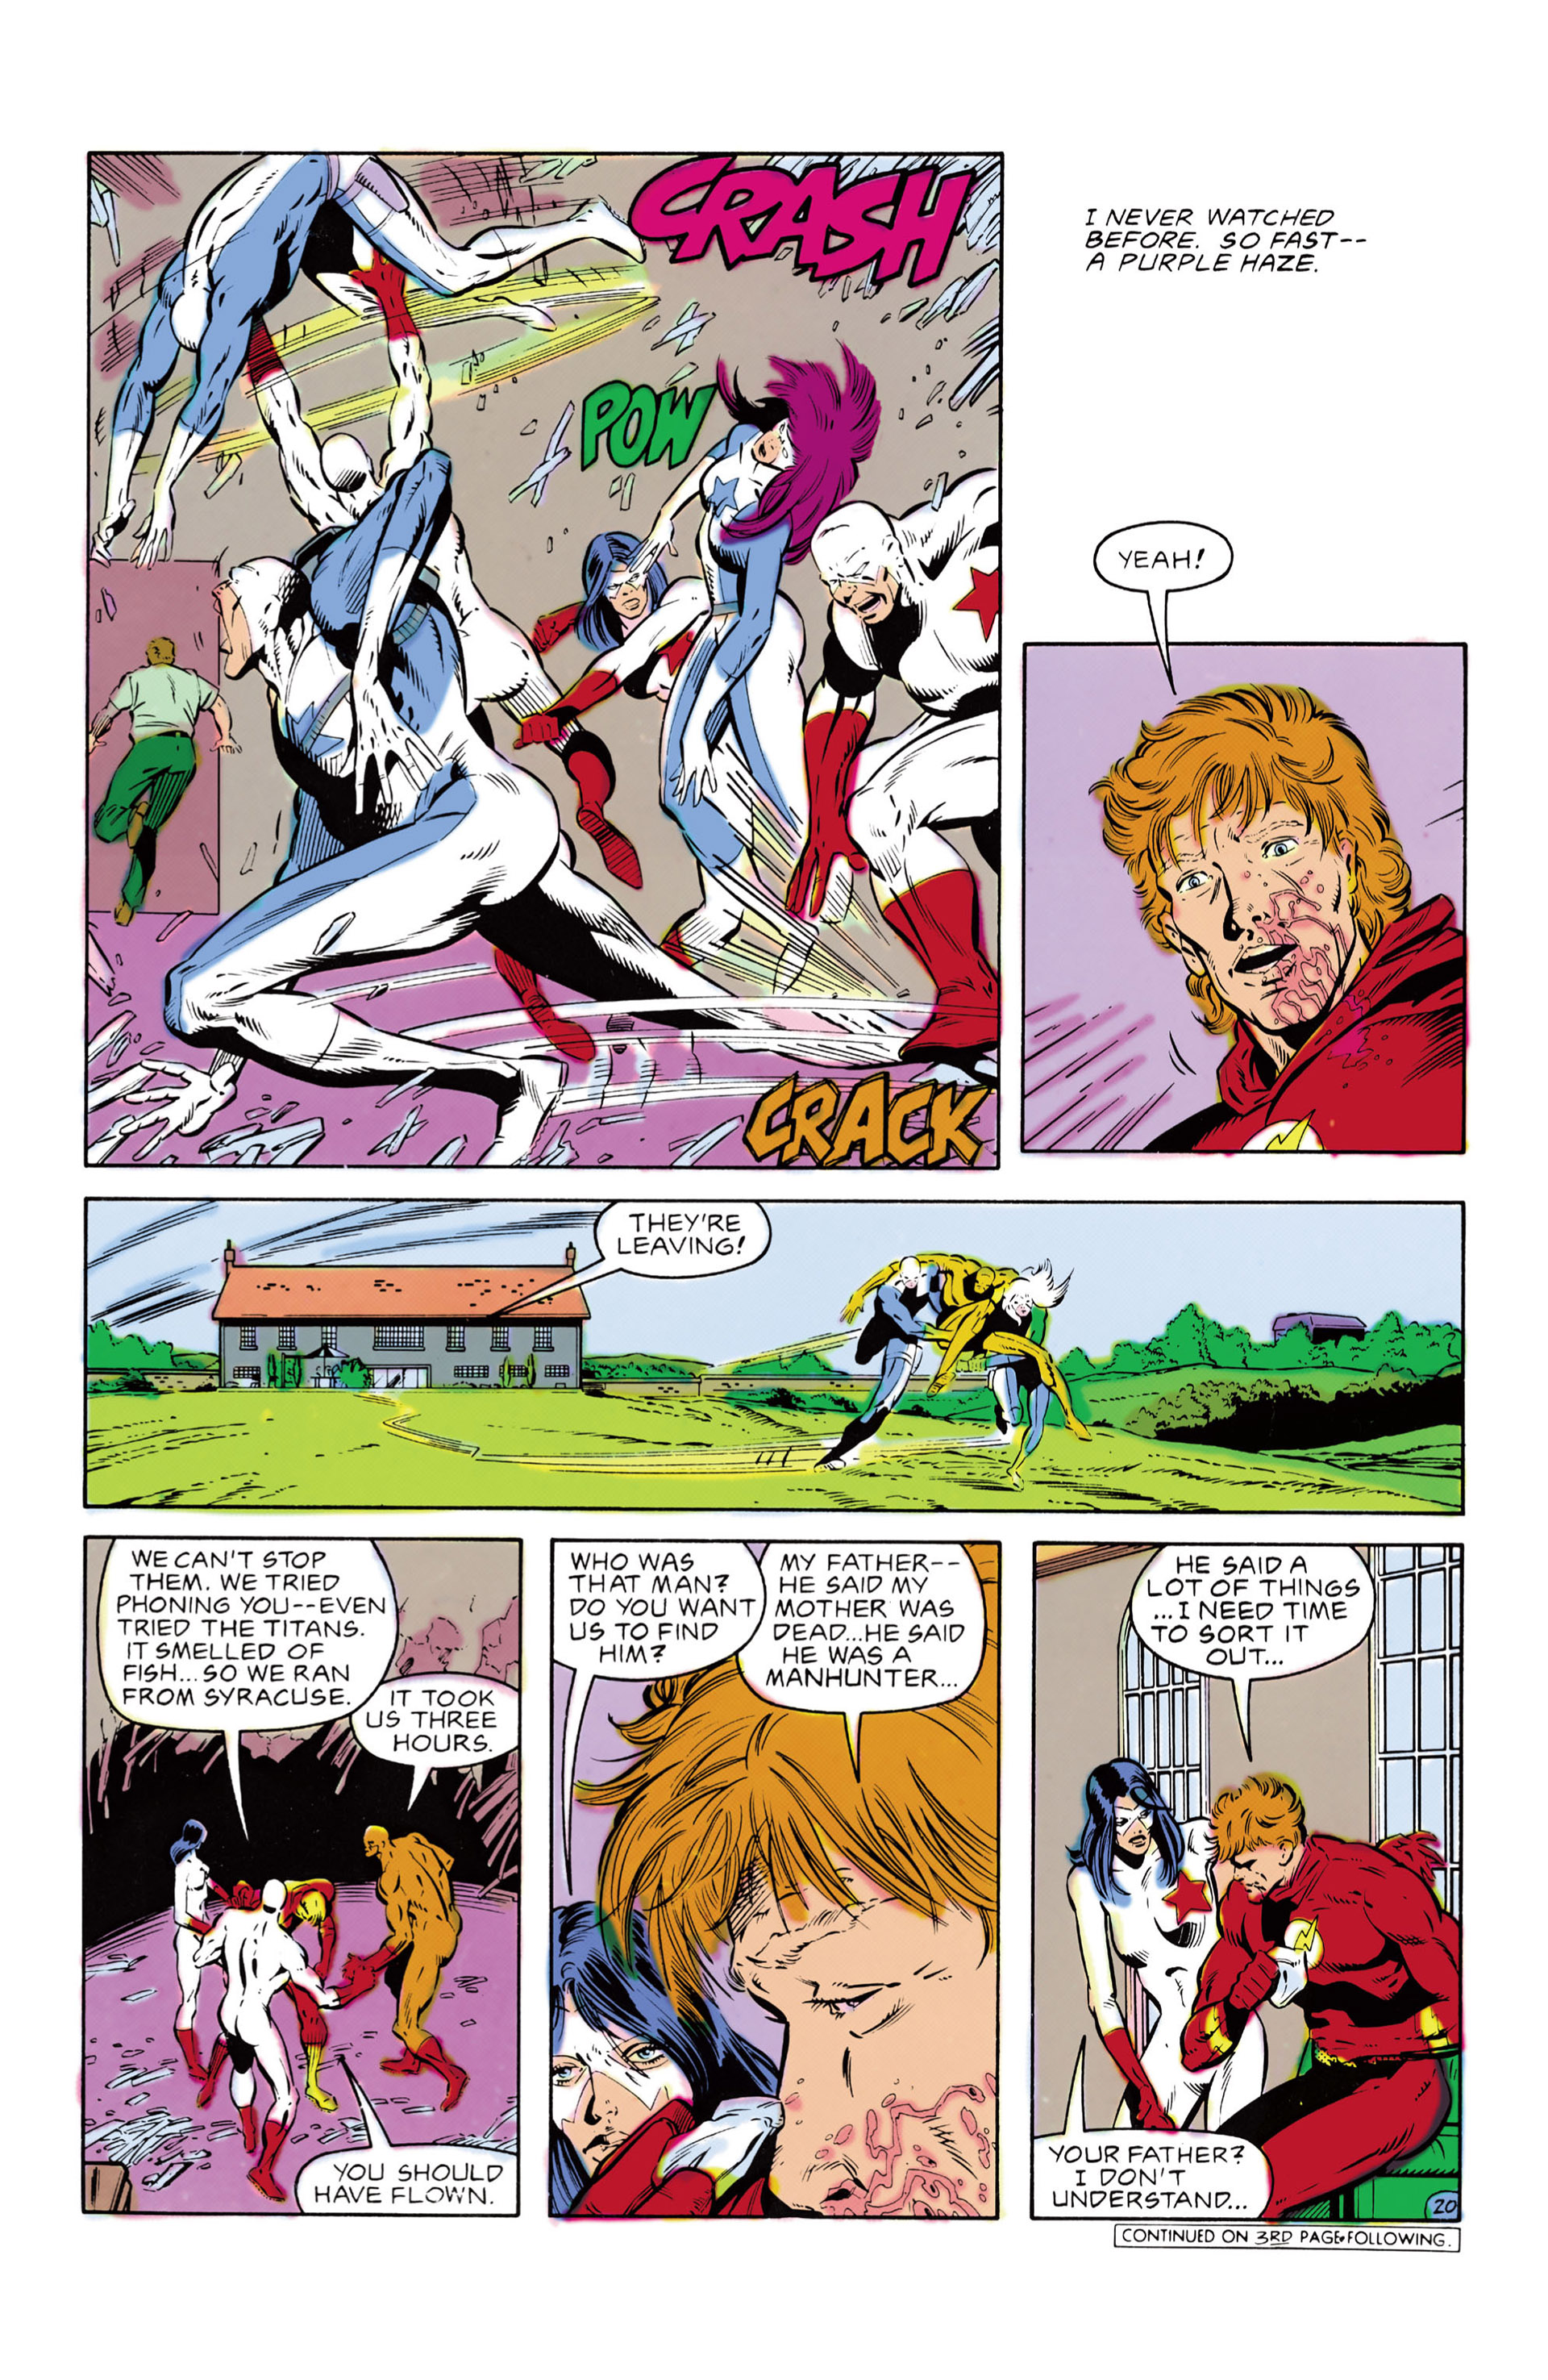 CRASH
POW
CRACK
I NEVER WATCHED
BEFORE. SO FAST--
A PURPLE HAZE.
YEAH!
THEY'RE
LEAVING!
WE CAN'T STOP
THEM. WE TRIED
PHONING YOU--EVEN
TRIED THE TITANS.
IT SMELLED OF
FISH...SO WE RAN
FROM SYRACUSE.
IT TOOK
US THREE
HOURS.
YOU SHOULD
HAVE FLOWN.
WHO WAS
THAT MAN?
DO YOU WANT
US TO FIND
HIM?
MY FATHER--
HE SAID MY
MOTHER WAS
DEAD...HE SAID
HE WAS A
MANHUNTER...
HE SAID A
LOT OF THINGS
...I NEED TIME
TO SORT IT
OUT...
YOUR FATHER?
I DON'T
UNDERSTAND...
20
CONTINUED ON 3RD PAGE FOLLOWING.